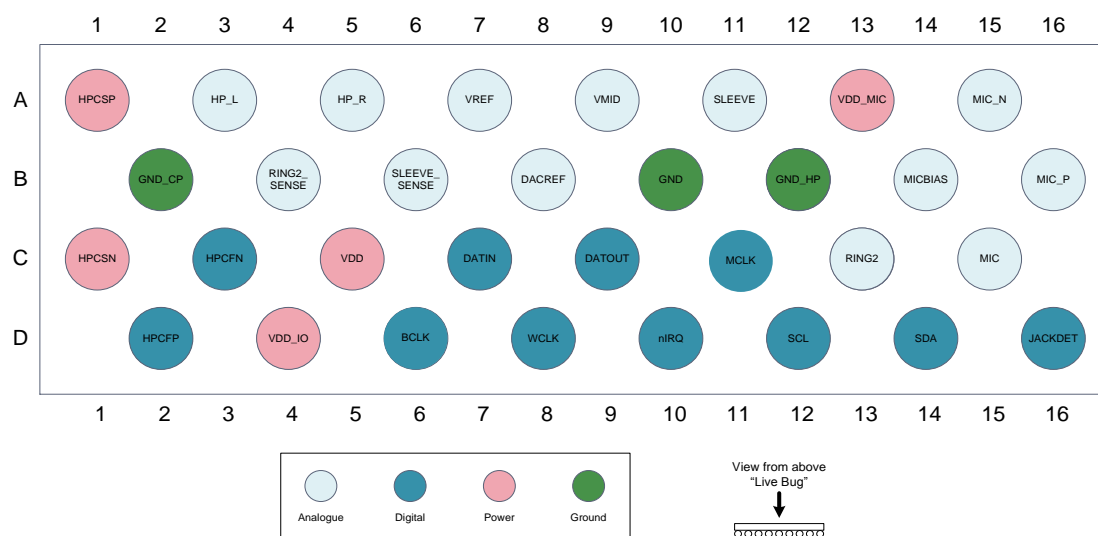 1 2 3 4 5 6 7 8 9 10 11 12 13 14 15 16
A HPCSP HP_L HP_R VREF VMID SLEEVE VDD_MIC MIC_N
B GND_CP RING2_ SENSE SLEEVE_ SENSE DACREF GND GND_HP MICBIAS MIC_P
C HPCSN HPCFN VDD DATIN DATOUT MCLK RING2 MIC
D HPCFP VDD_IO BCLK WCLK nIRQ SCL SDA JACKDET
1 2 3 4 5 6 7 8 9 10 11 12 13 14 15 16
Analogue Digital Power Ground
View from above
“Live Bug”